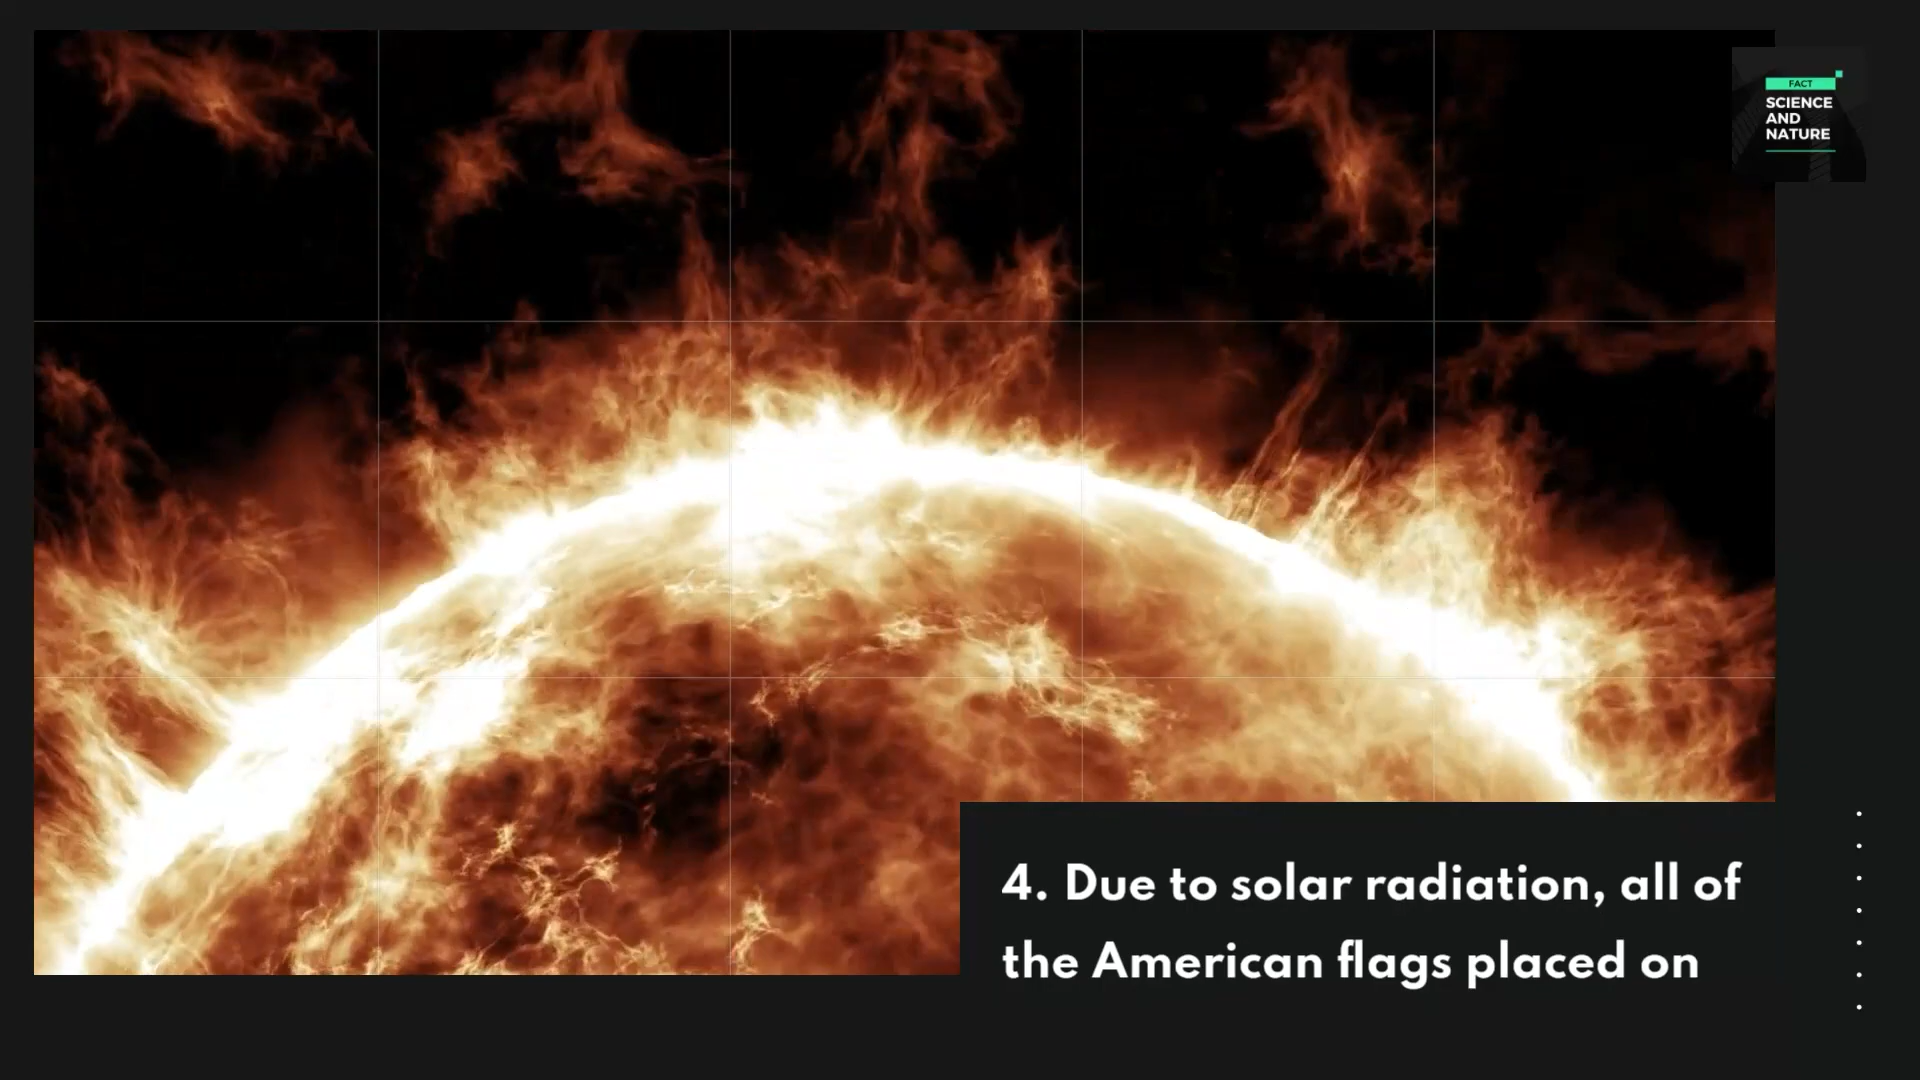 FACT
SCIENCE
AND
NATURE
4. Due to solar radiation, all of
the American flags placed on